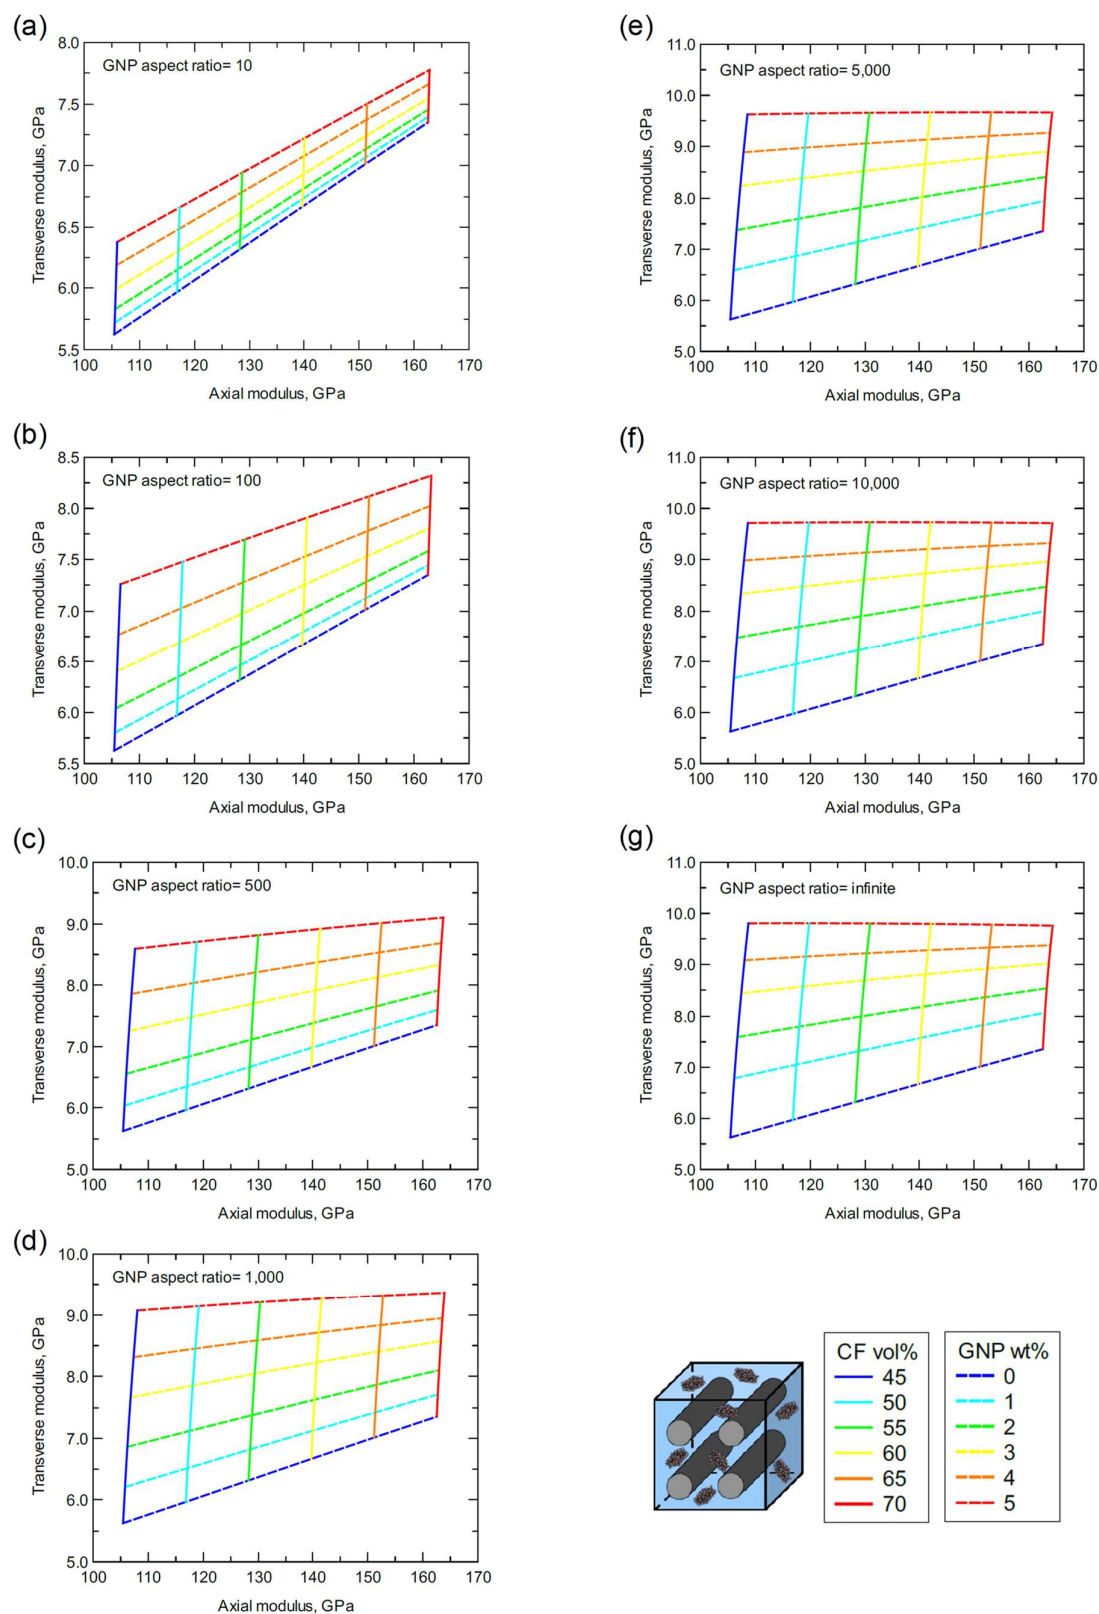 (a)
GNP aspect ratio= 10
Transverse modulus, GPa
8.0
7.5
7.0
6.5
6.0
5.5
100 110 120 130 140 150 160 170
Axial modulus, GPa
(b)
GNP aspect ratio= 100
Transverse modulus, GPa
8.5
8.0
7.5
7.0
6.5
6.0
5.5
100 110 120 130 140 150 160 170
Axial modulus, GPa
(c)
GNP aspect ratio= 500
Transverse modulus, GPa
10.0
9.0
8.0
7.0
6.0
5.0
100 110 120 130 140 150 160 170
Axial modulus, GPa
(d)
GNP aspect ratio= 1,000
Transverse modulus, GPa
10.0
9.0
8.0
7.0
6.0
5.0
100 110 120 130 140 150 160 170
Axial modulus, GPa
(e)
GNP aspect ratio= 5,000
Transverse modulus, GPa
11.0
10.0
9.0
8.0
7.0
6.0
5.0
100 110 120 130 140 150 160 170
Axial modulus, GPa
(f)
GNP aspect ratio= 10,000
Transverse modulus, GPa
11.0
10.0
9.0
8.0
7.0
6.0
5.0
100 110 120 130 140 150 160 170
Axial modulus, GPa
(g)
GNP aspect ratio= infinite
Transverse modulus, GPa
11.0
10.0
9.0
8.0
7.0
6.0
5.0
100 110 120 130 140 150 160 170
Axial modulus, GPa
CF vol%
45
50
55
60
65
70
GNP wt%
0
1
2
3
4
5